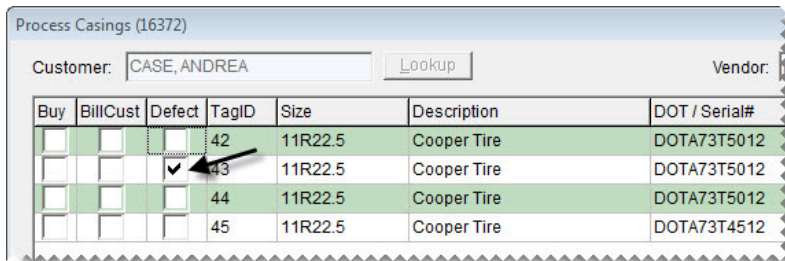 Process Casings (16372)
Customer: CASE, ANDREA Lookup Vendor:
Buy BillCust Defect TagID Size Description DOT / Serial#
42 11R22.5 Cooper Tire DOTA73T5012
43 11R22.5 Cooper Tire DOTA73T5012
44 11R22.5 Cooper Tire DOTA73T5012
45 11R22.5 Cooper Tire DOTA73T4512